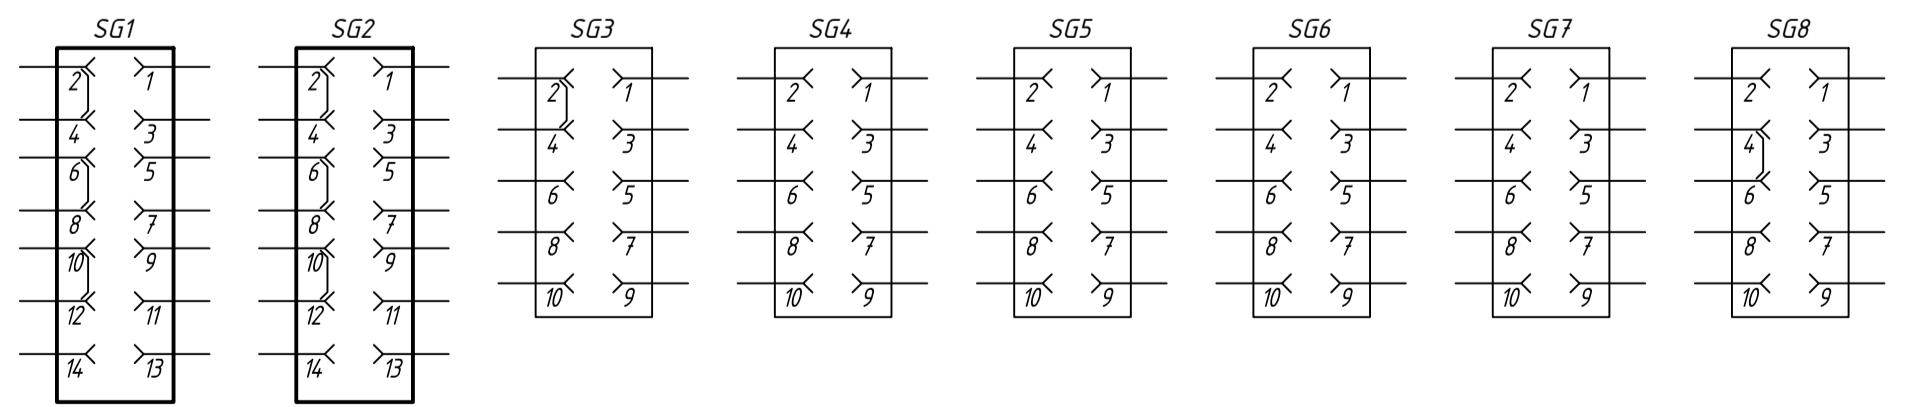 SG1 SG2 SG3 SG4 SG5 SG6 SG7 SG8
2 1 2 1
2 1 2 1 2 1 2 1 2 1 2 1
4 3 4 3
4 3 4 3 4 3 4 3 4 3 4 3
6 5 6 5
6 5 6 5 6 5 6 5 6 5 6 5
8 7 8 7
8 7 8 7 8 7 8 7 8 7 8 7
10 9 10 9
10 9 10 9 10 9 10 9 10 9 10 9
12 11 12 11
14 13 14 13